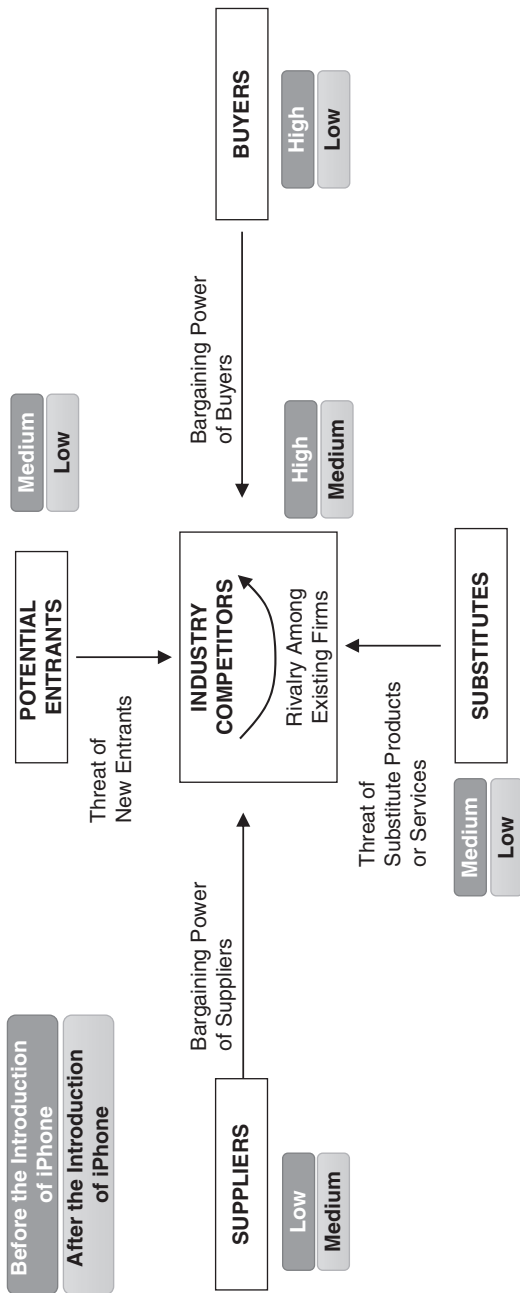 Before the Introduction
of iPhone
After the Introduction
of iPhone
POTENTIAL
ENTRANTS
Medium
Low
Threat of
New Entrants
SUPPLIERS
Low
Medium
Bargaining Power
of Suppliers
INDUSTRY
COMPETITORS
Rivalry Among
Existing Firms
High
Medium
Bargaining Power
of Buyers
BUYERS
High
Low
Threat of
Substitute Products
or Services
Medium
Low
SUBSTITUTES